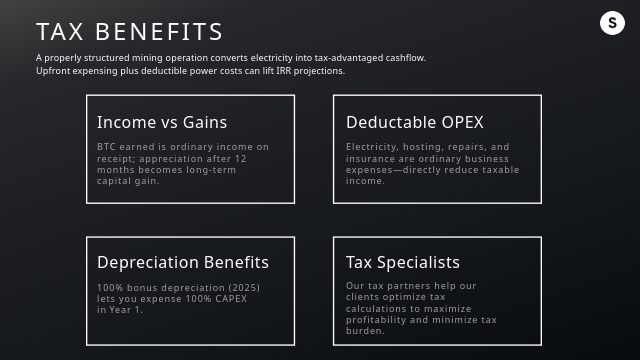 TAX BENEFITS
S
A properly structured mining operation converts electricity into tax-advantaged cashflow.
Upfront expensing plus deductible power costs can lift IRR projections.
Income vs Gains
BTC earned is ordinary income on
receipt; appreciation after 12
months becomes long-term
capital gain.
Deductable OPEX
Electricity, hosting, repairs, and
insurance are ordinary business
expenses—directly reduce taxable
income.
Depreciation Benefits
100% bonus depreciation (2025)
lets you expense 100% CAPEX
in Year 1.
Tax Specialists
Our tax partners help our
clients optimize tax
calculations to maximize
profitability and minimize tax
burden.